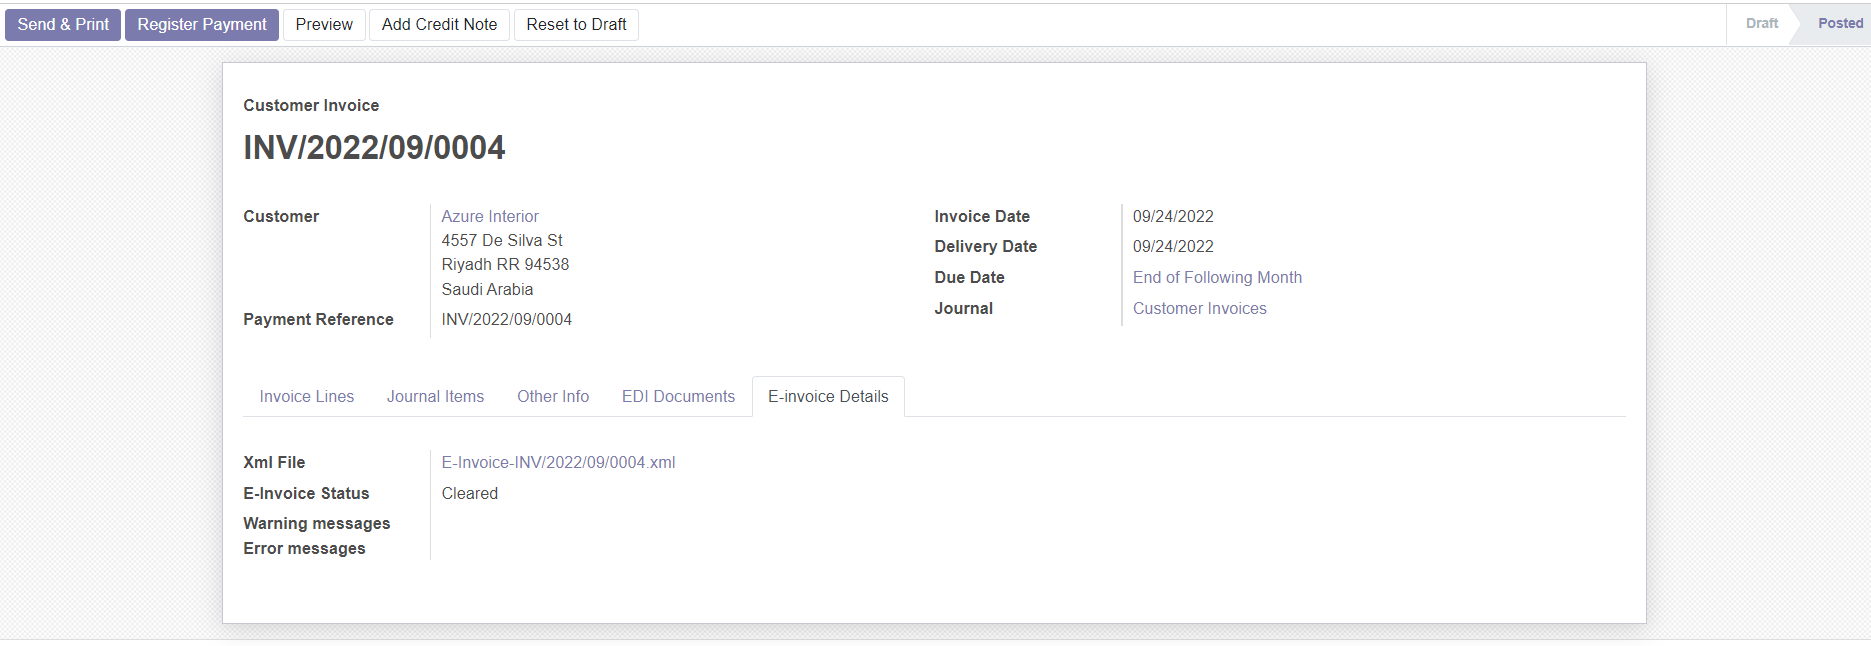 Send & Print Register Payment Preview Add Credit Note Reset to Draft Draft Posted
Customer Invoice
INV/2022/09/0004
Customer Azure Interior
4557 De Silva St
Riyadh RR 94538
Saudi Arabia
Payment Reference INV/2022/09/0004
Invoice Date 09/24/2022
Delivery Date 09/24/2022
Due Date End of Following Month
Journal Customer Invoices
Invoice Lines Journal Items Other Info EDI Documents E-invoice Details
Xml File E-Invoice-INV/2022/09/0004.xml
E-Invoice Status Cleared
Warning messages
Error messages